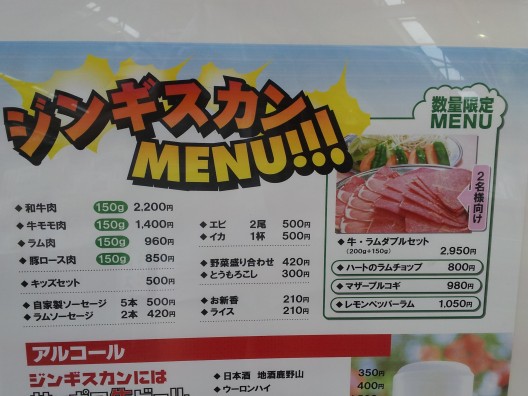 ジンギスカン
MENU!!!
数量限定
MENU
2名様向け
◆和牛肉 150g 2.200円
◆牛モモ肉 150g 1,400円
◆ラム肉 150g 960円
◆豚ロース肉 150g 850円
◆キッズセット 500円
◆自家製ソーセージ 5本 500円
◆ラムソーセージ 2本 420円
◆エビ 2尾 500円
◆イカ 1杯 500円
◆野菜盛り合わせ 420円
◆とうもろこし 300円
◆お新香 210円
◆ライス 210円
◆牛・ラムダブルセット
(200g+150g) 2,950円
◆ハートのラムチョップ 800円
◆マザープルコギ 980円
◆レモンペッパーラム 1,050円
アルコール
ジンギスカンには
◆日本酒 地酒鹿野山 350円
◆ウーロンハイ 400円